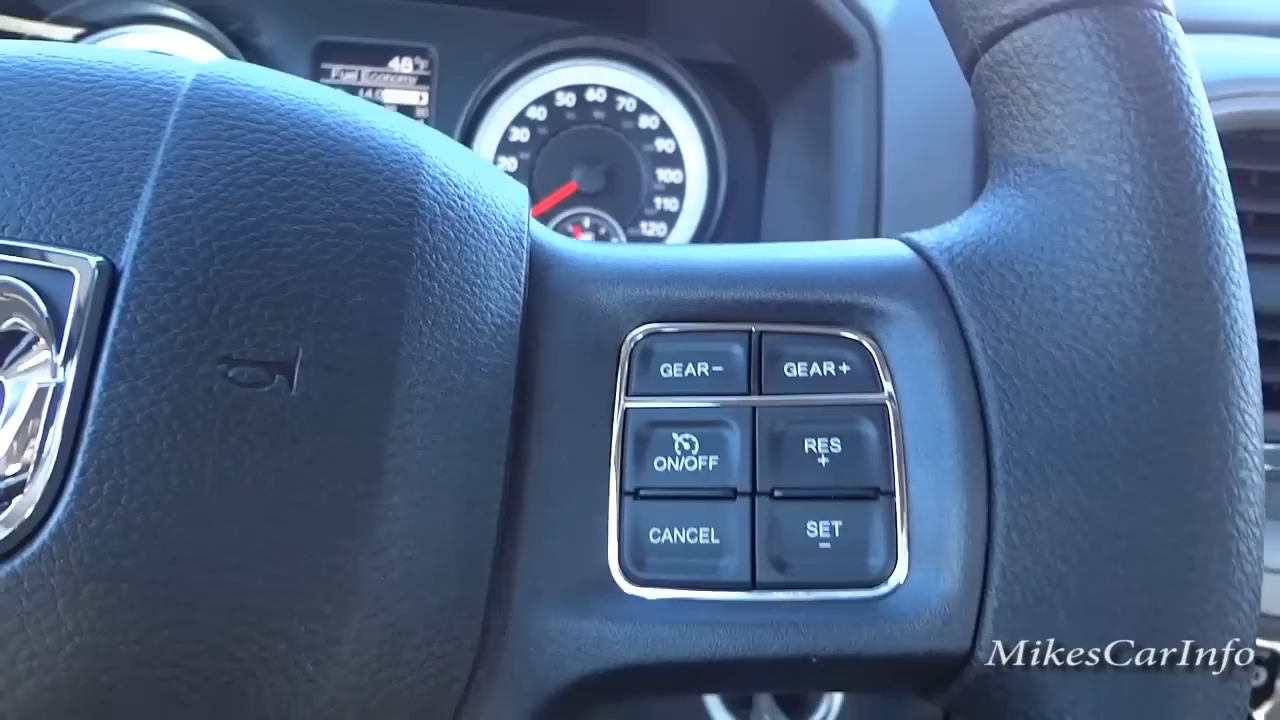 48°F
Fuel Economy
20
30
40
50
60
70
80
90
100
110
120
GEAR−
GEAR+
ON/OFF
RES
+
CANCEL
SET
−
MikesCarInfo